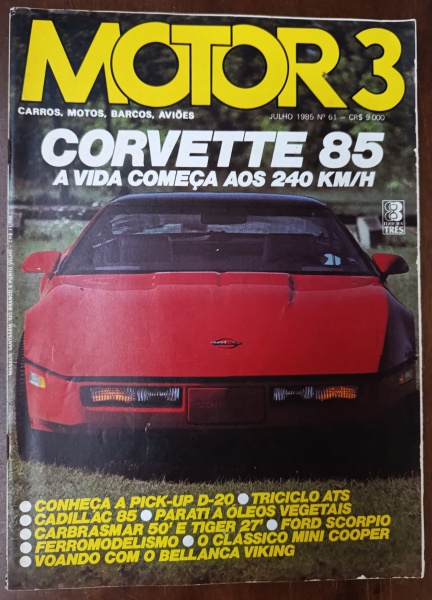 MOTOR 3
CARROS, MOTOS, BARCOS, AVIÕES
JULHO 1985 Nº 61 – CR$ 9.000
CORVETTE 85
A VIDA COMEÇA AOS 240 KM/H
TRÊS
CONHEÇA A PICK-UP D-20 TRICICLO ATS
CADILLAC 85 PARATI A ÓLEOS VEGETAIS
CARBRASMAR 50' E TIGER 27' FORD SCORPIO
FERROMODELISMO O CLÁSSICO MINI COOPER
VOANDO COM O BELLANCA VIKING